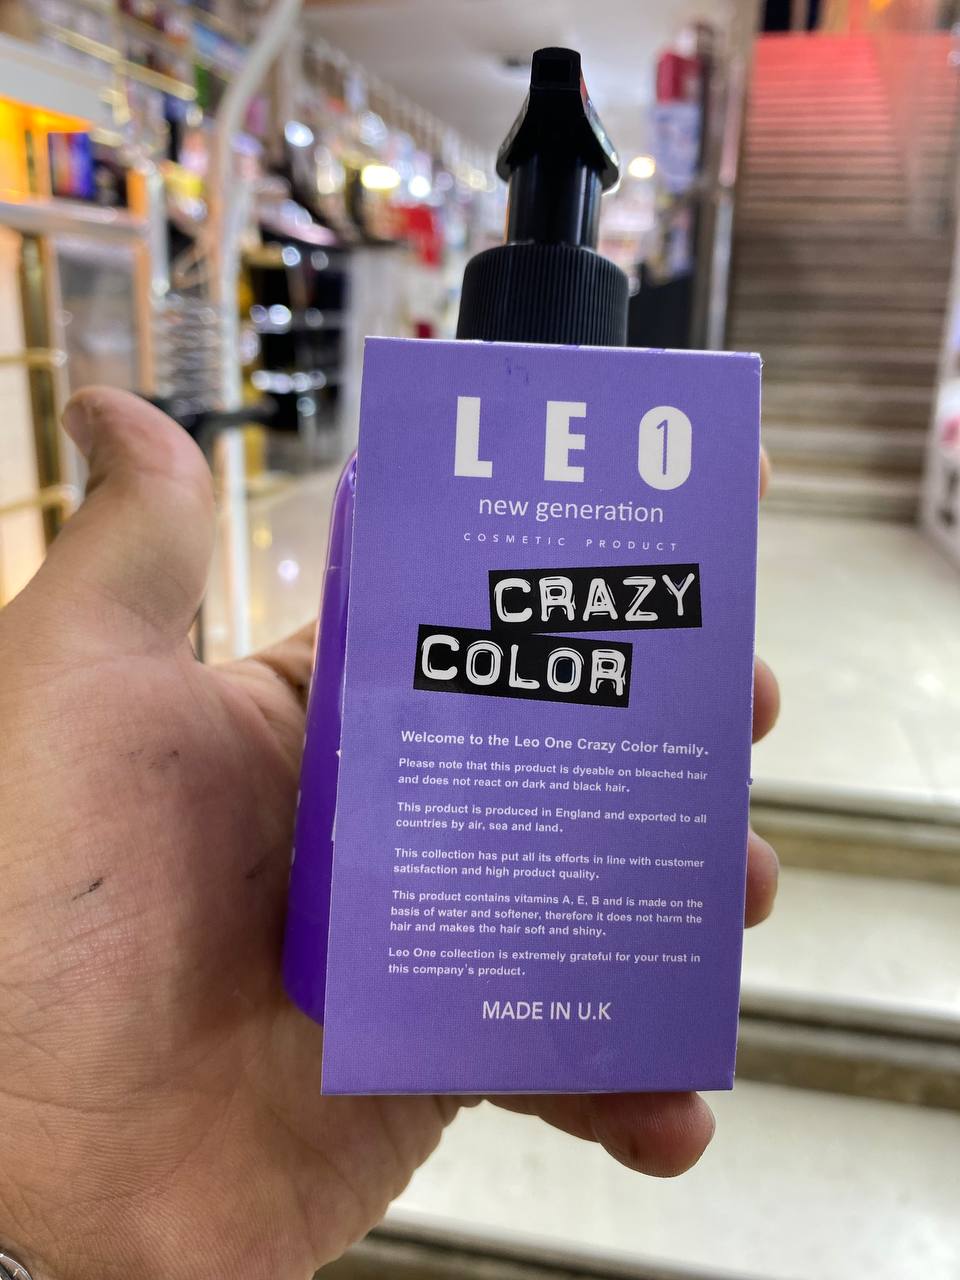 LEO
1
new generation
COSMETIC PRODUCT
CRAZY
COLOR
Welcome to the Leo One Crazy Color family.
Please note that this product is dyeable on bleached hair
and does not react on dark and black hair.
This product is produced in England and exported to all
countries by air, sea and land.
This collection has put all its efforts in line with customer
satisfaction and high product quality.
This product contains vitamins A, E, B and is made on the
basis of water and softener, therefore it does not harm the
hair and makes the hair soft and shiny.
Leo One collection is extremely grateful for your trust in
this company's product.
MADE IN U.K